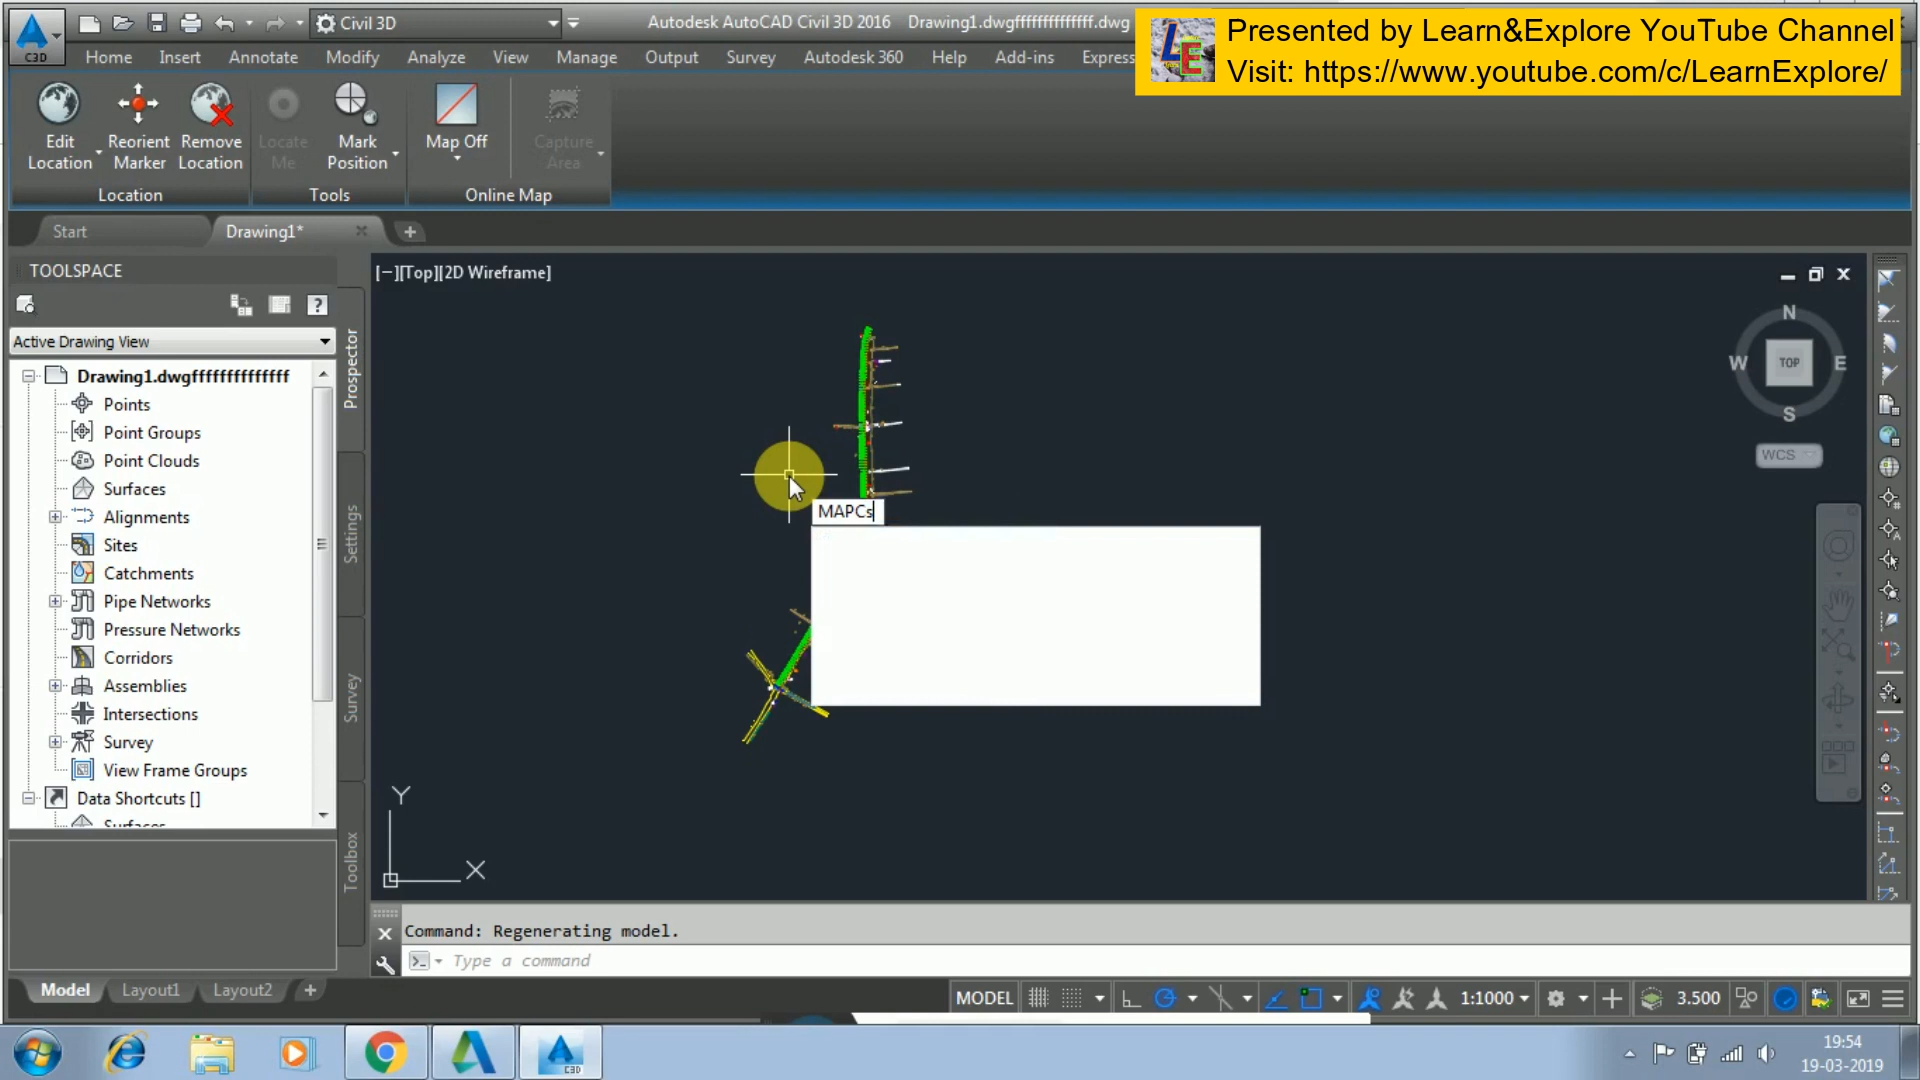 Civil 3D
Autodesk AutoCAD Civil 3D 2016 Drawing1.dwgffffffffffffff.dwg
Presented by Learn&Explore YouTube Channel
Visit: https://www.youtube.com/c/LearnExplore/
C3D
Home Insert Annotate Modify Analyze View Manage Output Survey Autodesk 360 Help Add-ins Express
Edit Location
Reorient Marker
Remove Location
Locate Me
Mark Position
Map Off
Capture Area
Location Tools Online Map
Start Drawing1*
TOOLSPACE
[−][Top][2D Wireframe]
Active Drawing View
Drawing1.dwgffffffffffffff
Points
Point Groups
Point Clouds
Surfaces
Alignments
Sites
Catchments
Pipe Networks
Pressure Networks
Corridors
Assemblies
Intersections
Survey
View Frame Groups
Data Shortcuts []
Surfaces
Prospector
Settings
Survey
Toolbox
N
W TOP E
S
WCS
MAPCs
Y
X
Command: Regenerating model.
Type a command
Model Layout1 Layout2
MODEL 1:1000 3.500
C3D
19:54
19-03-2019